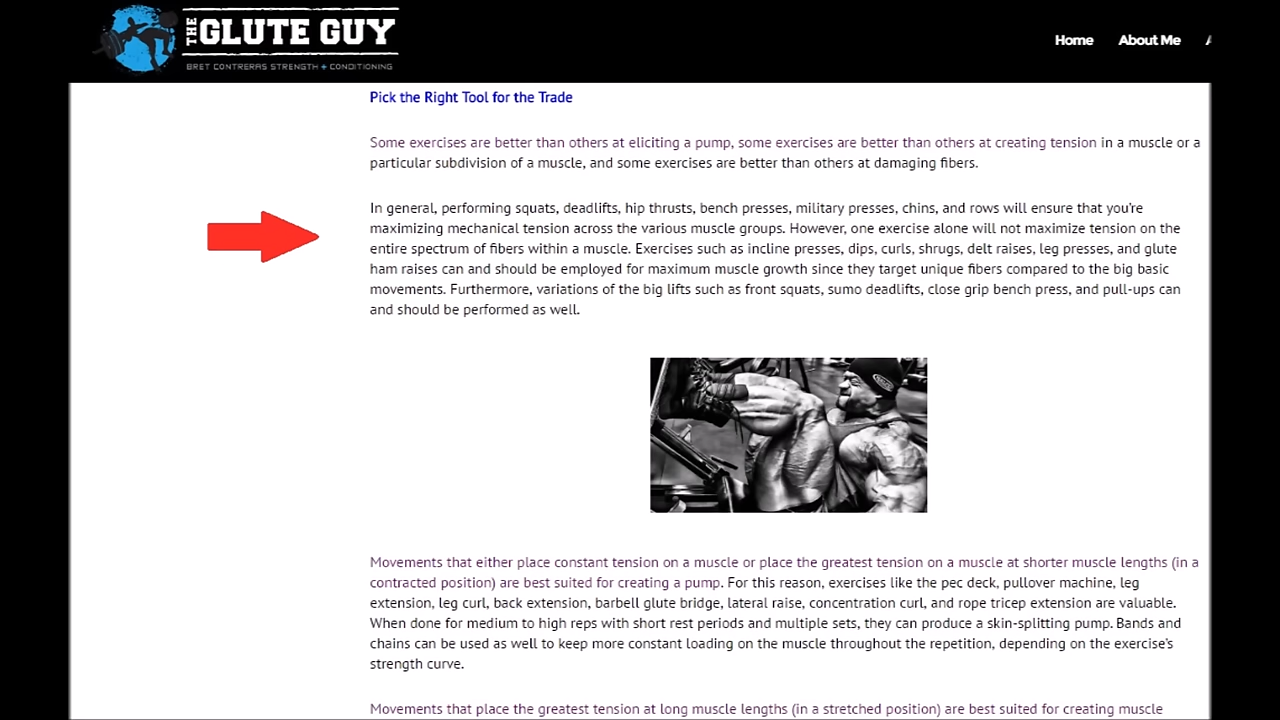 THE GLUTE GUY
BRET CONTRERAS STRENGTH + CONDITIONING
Home About Me
Pick the Right Tool for the Trade
Some exercises are better than others at eliciting a pump, some exercises are better than others at creating tension in a muscle or a
particular subdivision of a muscle, and some exercises are better than others at damaging fibers.
In general, performing squats, deadlifts, hip thrusts, bench presses, military presses, chins, and rows will ensure that you're
maximizing mechanical tension across the various muscle groups. However, one exercise alone will not maximize tension on the
entire spectrum of fibers within a muscle. Exercises such as incline presses, dips, curls, shrugs, delt raises, leg presses, and glute
ham raises can and should be employed for maximum muscle growth since they target unique fibers compared to the big basic
movements. Furthermore, variations of the big lifts such as front squats, sumo deadlifts, close grip bench press, and pull-ups can
and should be performed as well.
Movements that either place constant tension on a muscle or place the greatest tension on a muscle at shorter muscle lengths (in a
contracted position) are best suited for creating a pump. For this reason, exercises like the pec deck, pullover machine, leg
extension, leg curl, back extension, barbell glute bridge, lateral raise, concentration curl, and rope tricep extension are valuable.
When done for medium to high reps with short rest periods and multiple sets, they can produce a skin-splitting pump. Bands and
chains can be used as well to keep more constant loading on the muscle throughout the repetition, depending on the exercise's
strength curve.
Movements that place the greatest tension at long muscle lengths (in a stretched position) are best suited for creating muscle